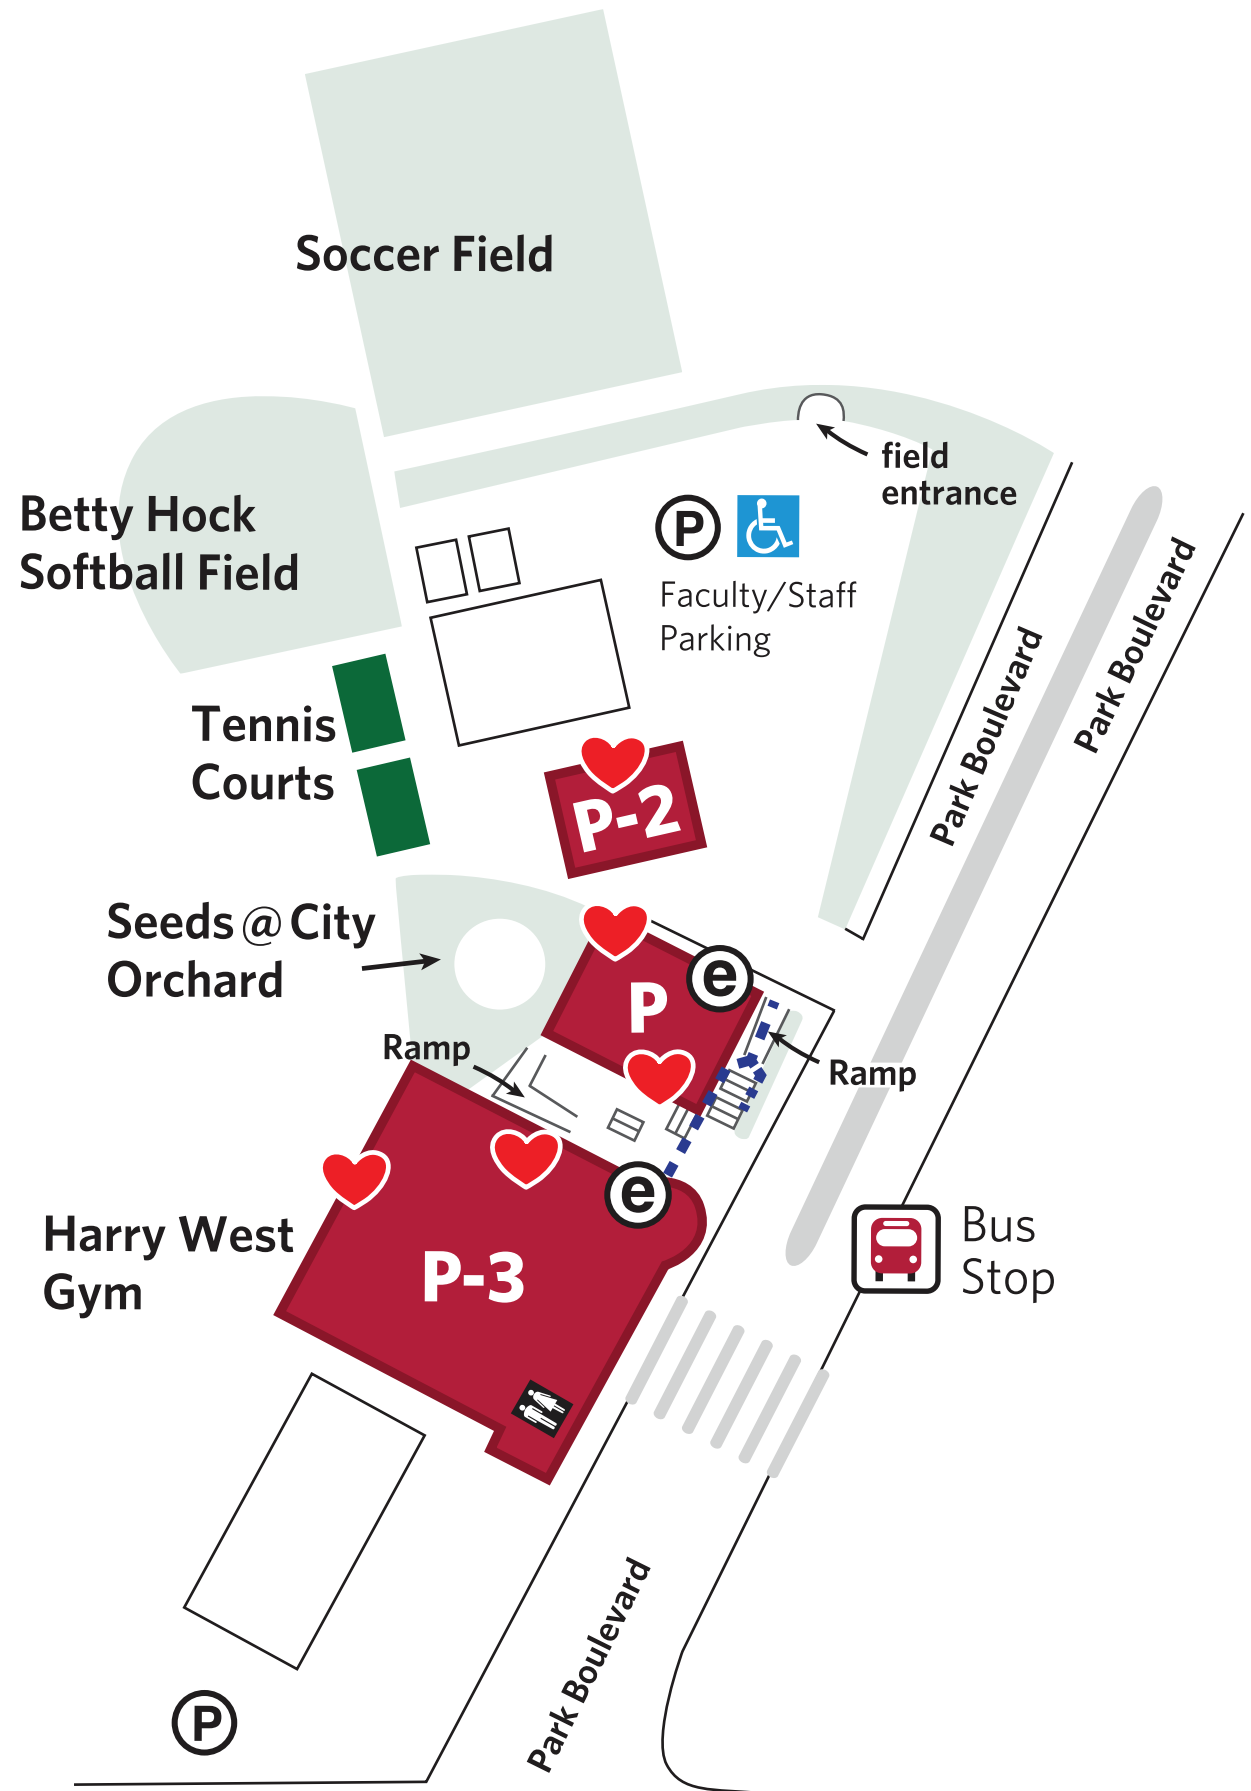 Soccer Field
field
entrance
Betty Hock
Softball Field
P
Faculty/Staff
Parking
Park Boulevard
Park Boulevard
Tennis
Courts
P-2
Seeds @ City
Orchard
e
P
Ramp
Ramp
e
Harry West
Gym
P-3
Bus
Stop
Park Boulevard
P